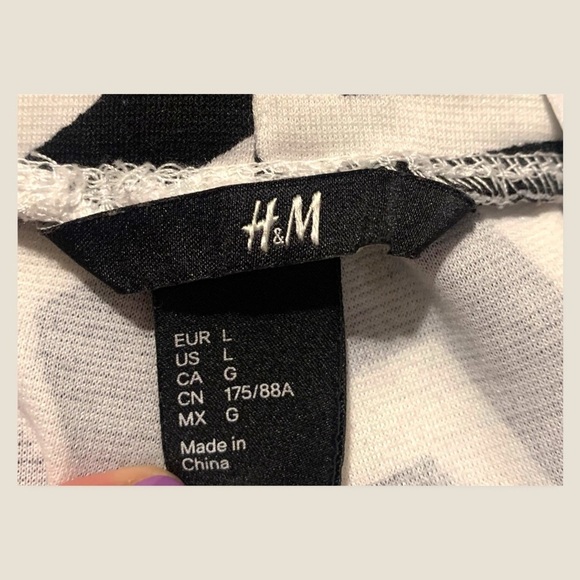 H&M
EUR L
US L
CA G
CN 175/88A
MX G
Made in
China